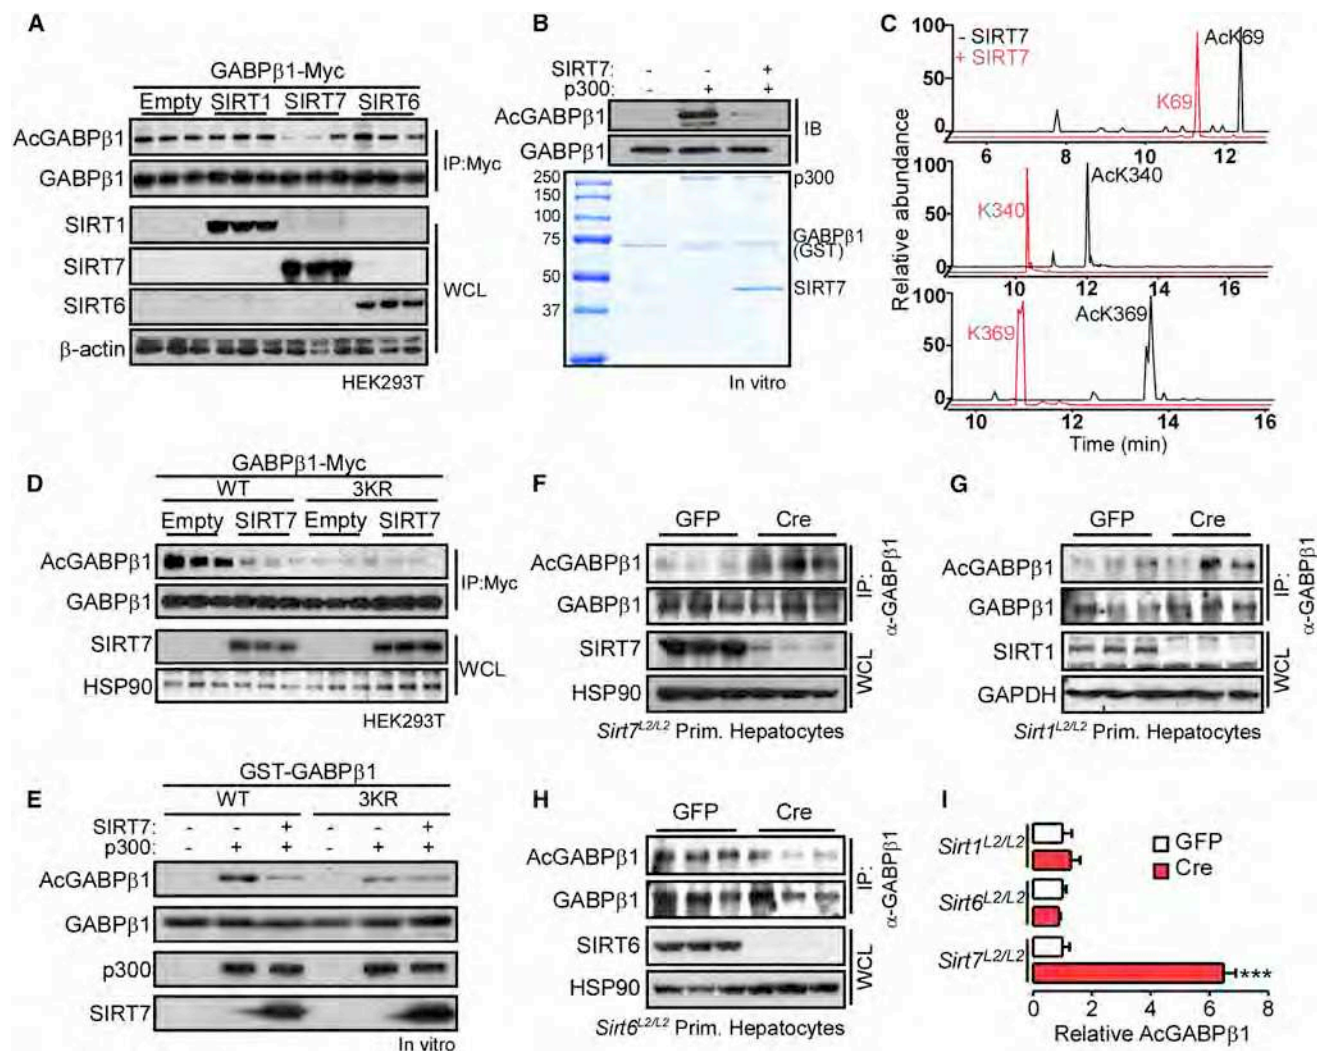 A
GABPβ1-Myc
Empty SIRT1 SIRT7 SIRT6
AcGABPβ1
GABPβ1
IP:Myc
SIRT1
SIRT7
SIRT6
β-actin
WCL
HEK293T
B
SIRT7: - - +
p300: - + +
AcGABPβ1
GABPβ1
IB
250
150
100
75
50
37
p300
GABPβ1
(GST)
SIRT7
In vitro
C
- SIRT7
+ SIRT7
Relative abundance
100
50
0
K69
AcK69
6 8 10 12
100
50
0
K340
AcK340
10 12 14 16
100
50
0
K369
AcK369
10 12 14 16
Time (min)
D
GABPβ1-Myc
WT 3KR
Empty SIRT7 Empty SIRT7
AcGABPβ1
GABPβ1
IP:Myc
SIRT7
HSP90
WCL
HEK293T
E
GST-GABPβ1
WT 3KR
SIRT7: - - + - - +
p300: - + + - + +
AcGABPβ1
GABPβ1
p300
SIRT7
In vitro
F
GFP Cre
AcGABPβ1
GABPβ1
IP:
α-GABPβ1
SIRT7
HSP90
WCL
Sirt7L2/L2 Prim. Hepatocytes
G
GFP Cre
AcGABPβ1
GABPβ1
IP:
α-GABPβ1
SIRT1
GAPDH
WCL
Sirt1L2/L2 Prim. Hepatocytes
H
GFP Cre
AcGABPβ1
GABPβ1
IP:
α-GABPβ1
SIRT6
HSP90
WCL
Sirt6L2/L2 Prim. Hepatocytes
I
Sirt1L2/L2
Sirt6L2/L2
Sirt7L2/L2
GFP
Cre
***
0 2 4 6 8
Relative AcGABPβ1